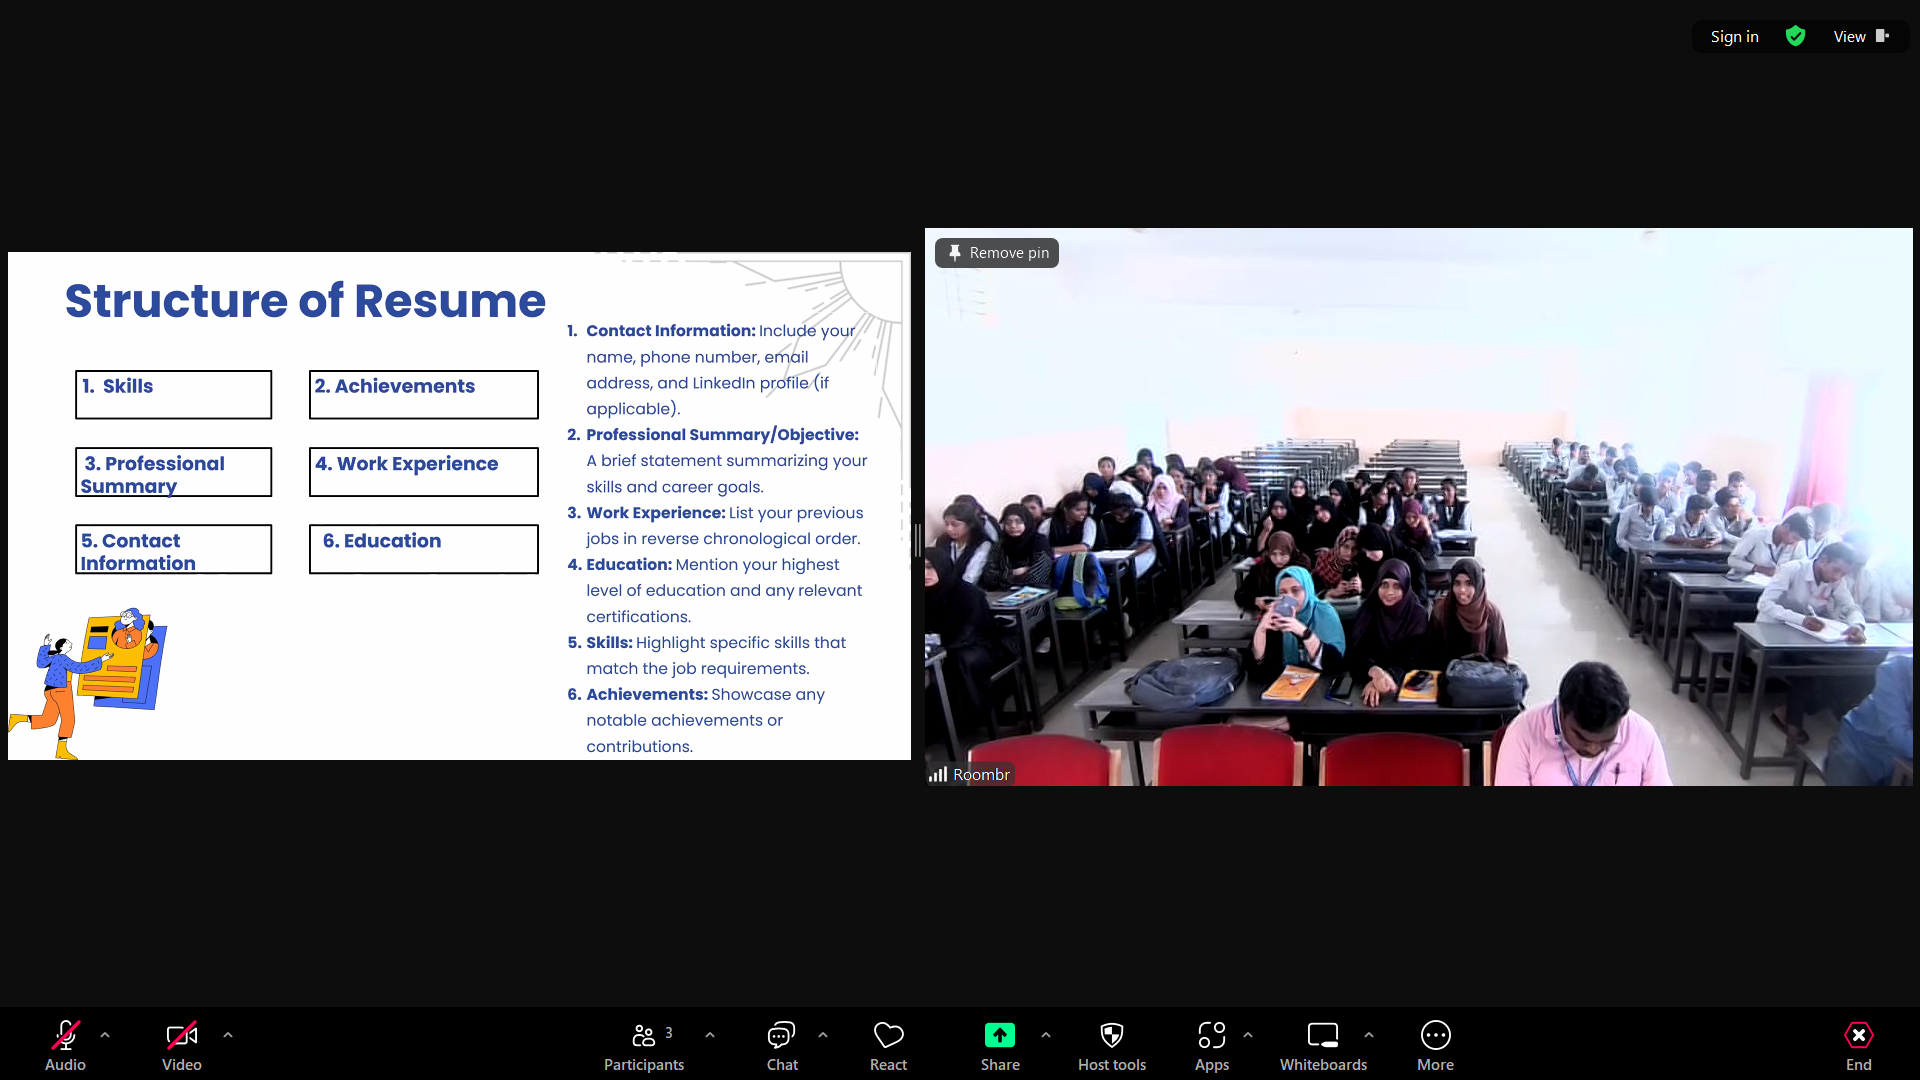 Sign in
View
Structure of Resume
1. Skills
2. Achievements
3. Professional
Summary
4. Work Experience
5. Contact
Information
6. Education
1. Contact Information: Include your
name, phone number, email
address, and LinkedIn profile (if
applicable).
2. Professional Summary/Objective:
A brief statement summarizing your
skills and career goals.
3. Work Experience: List your previous
jobs in reverse chronological order.
4. Education: Mention your highest
level of education and any relevant
certifications.
5. Skills: Highlight specific skills that
match the job requirements.
6. Achievements: Showcase any
notable achievements or
contributions.
Remove pin
Roombr
Audio
Video
3
Participants
Chat
React
Share
Host tools
Apps
Whiteboards
More
End